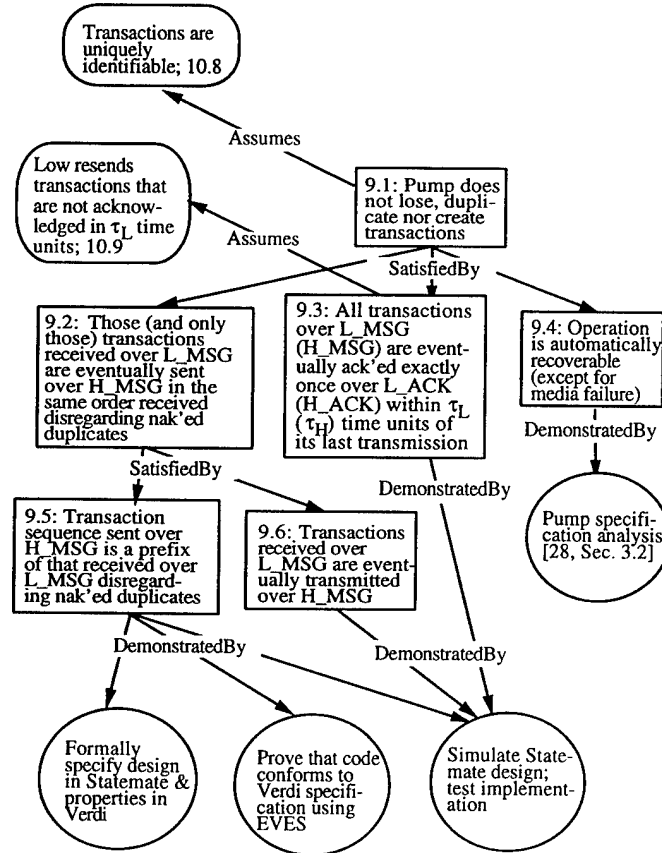 Transactions are
uniquely
identifiable; 10.8
Assumes
Low resends
transactions that
are not acknow-
ledged in τL time
units; 10.9
Assumes
9.1: Pump does
not lose, dupli-
cate nor create
transactions
SatisfiedBy
9.2: Those (and only
those) transactions
received over L_MSG
are eventually sent
over H_MSG in the
same order received
disregarding nak'ed
duplicates
9.3: All transactions
over L_MSG
(H_MSG) are event-
ually ack'ed exactly
once over L_ACK
(H_ACK) within τL
(τH) time units of
its last transmission
9.4: Operation
is automatically
recoverable
(except for
media failure)
SatisfiedBy
DemonstratedBy
DemonstratedBy
9.5: Transaction
sequence sent over
H_MSG is a prefix
of that received over
L_MSG disregard-
ing nak'ed duplicates
9.6: Transactions
received over
L_MSG are even-
tually transmitted
over H_MSG
Pump specifi-
cation analysis
[28, Sec. 3.2]
DemonstratedBy
DemonstratedBy
Formally
specify design
in Statemate &
properties in
Verdi
Prove that code
conforms to
Verdi specifi-
cation using
EVES
Simulate State-
mate design;
test implement-
ation